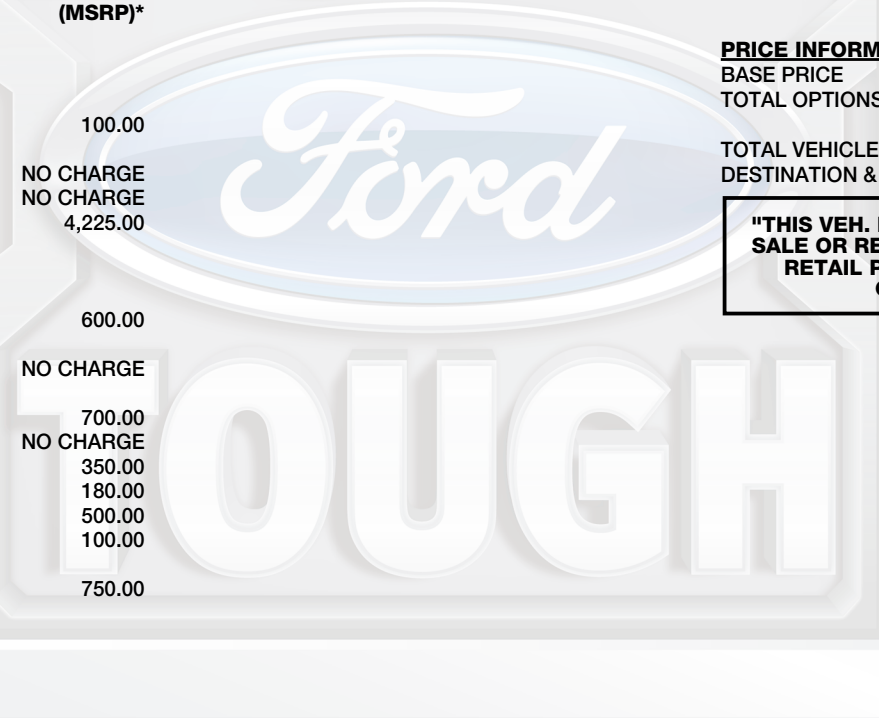 (MSRP)*
100.00
NO CHARGE
NO CHARGE
4,225.00
600.00
NO CHARGE
700.00
NO CHARGE
350.00
180.00
500.00
100.00
750.00
PRICE INFORM
BASE PRICE
TOTAL OPTIONS
TOTAL VEHICLE
DESTINATION &
"THIS VEH.
SALE OR RE
RETAIL P
Ford
TOUGH